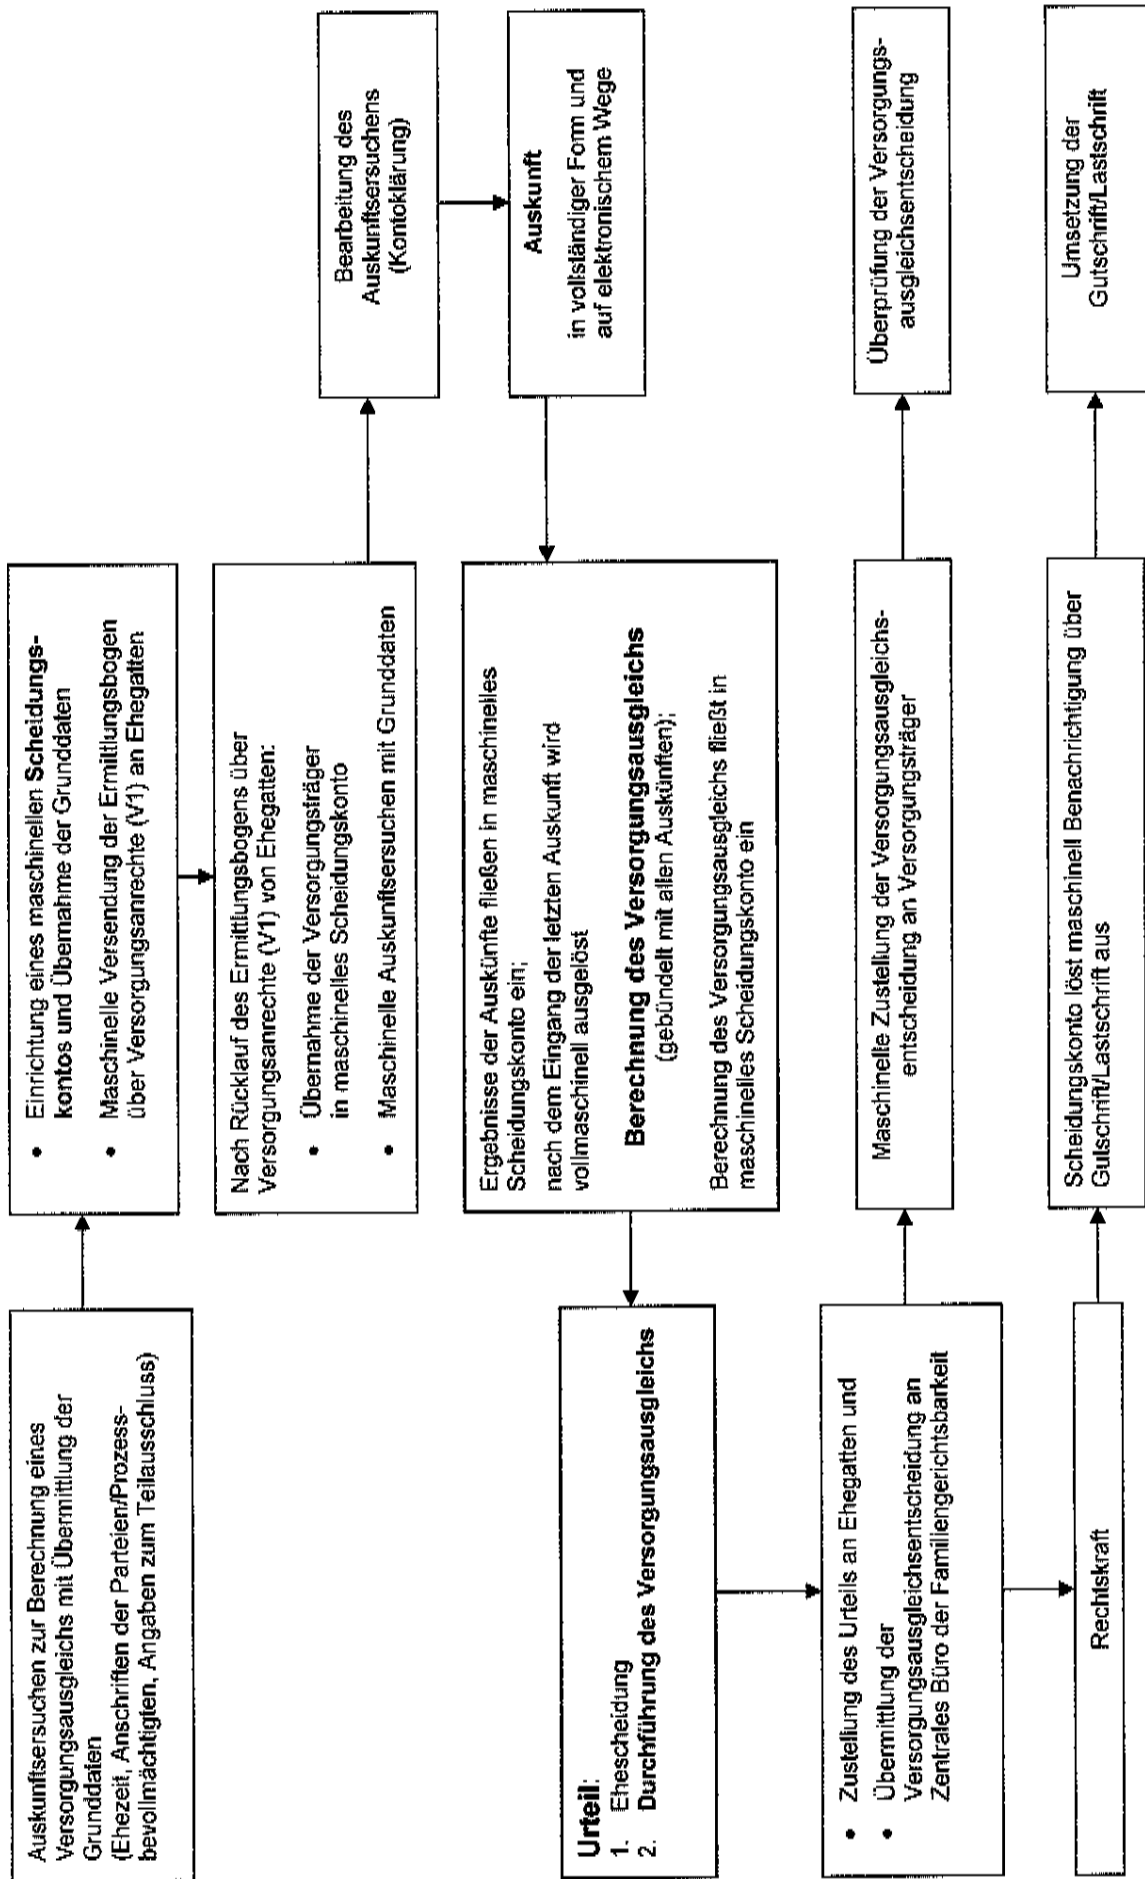 Auskunftsersuchen zur Berechnung eines
Versorgungsausgleichs mit Übermittlung der
Grunddaten
(Ehezeit, Anschriften der Parteien/Prozess-
bevollmächtigten, Angaben zum Teilausschluss)
• Einrichtung eines maschinellen Scheidungs-
kontos und Übernahme der Grunddaten
• Maschinelle Versendung der Ermittlungsbogen
über Versorgungsanrechte (V1) an Ehegatten
Nach Rücklauf des Ermittlungsbogens über
Versorgungsanrechte (V1) von Ehegatten:
• Übernahme der Versorgungsträger
in maschinelles Scheidungskonto
• Maschinelle Auskunftsersuchen mit Grunddaten
Bearbeitung des
Auskunftsersuchens
(Kontoklärung)
Auskunft
in vollständiger Form und
auf elektronischem Wege
Ergebnisse der Auskünfte fließen in maschinelles
Scheidungskonto ein;
nach dem Eingang der letzten Auskunft wird
vollmaschinell ausgelöst
Berechnung des Versorgungsausgleichs
(gebündelt mit allen Auskünften);
Berechnung des Versorgungsausgleichs fließt in
maschinelles Scheidungskonto ein
Urteil:
1. Ehescheidung
2. Durchführung des Versorgungsausgleichs
• Zustellung des Urteils an Ehegatten und
• Übermittlung der
Versorgungsausgleichsentscheidung an
Zentrales Büro der Familiengerichtsbarkeit
Maschinelle Zustellung der Versorgungsausgleichs-
entscheidung an Versorgungsträger
Überprüfung der Versorgungs-
ausgleichsentscheidung
Rechtskraft
Scheidungskonto löst maschinell Benachrichtigung über
Gutschrift/Lastschrift aus
Umsetzung der
Gutschrift/Lastschrift